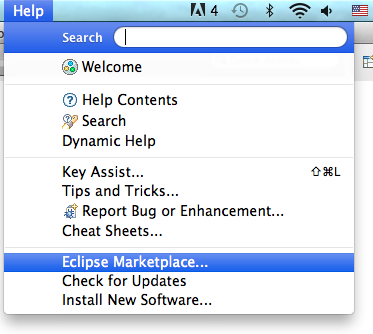 Help 4
Search
Welcome
Help Contents
Search
Dynamic Help
Key Assist... ⇧⌘L
Tips and Tricks...
Report Bug or Enhancement...
Cheat Sheets...
Eclipse Marketplace...
Check for Updates
Install New Software...